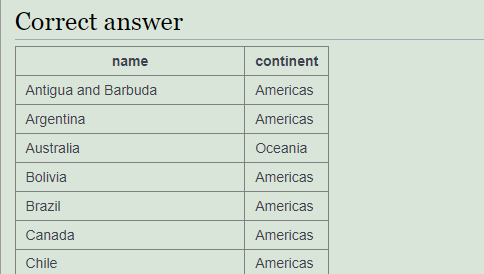 Correct answer
name continent
Antigua and Barbuda Americas
Argentina Americas
Australia Oceania
Bolivia Americas
Brazil Americas
Canada Americas
Chile Americas